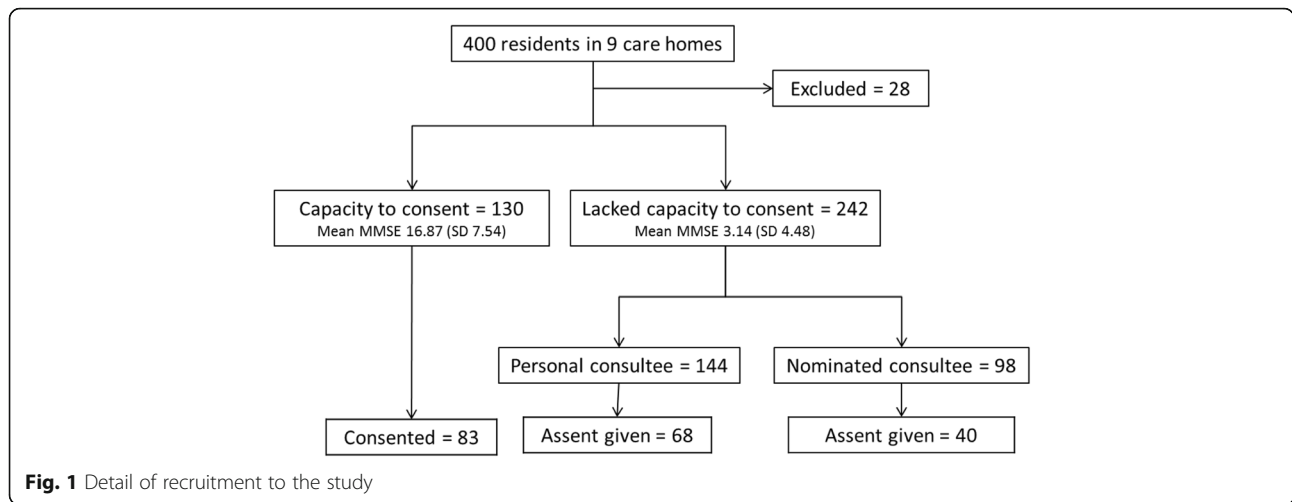 400 residents in 9 care homes
Excluded = 28
Capacity to consent = 130
Mean MMSE 16.87 (SD 7.54)
Lacked capacity to consent = 242
Mean MMSE 3.14 (SD 4.48)
Personal consultee = 144
Nominated consultee = 98
Consented = 83
Assent given = 68
Assent given = 40
Fig. 1 Detail of recruitment to the study